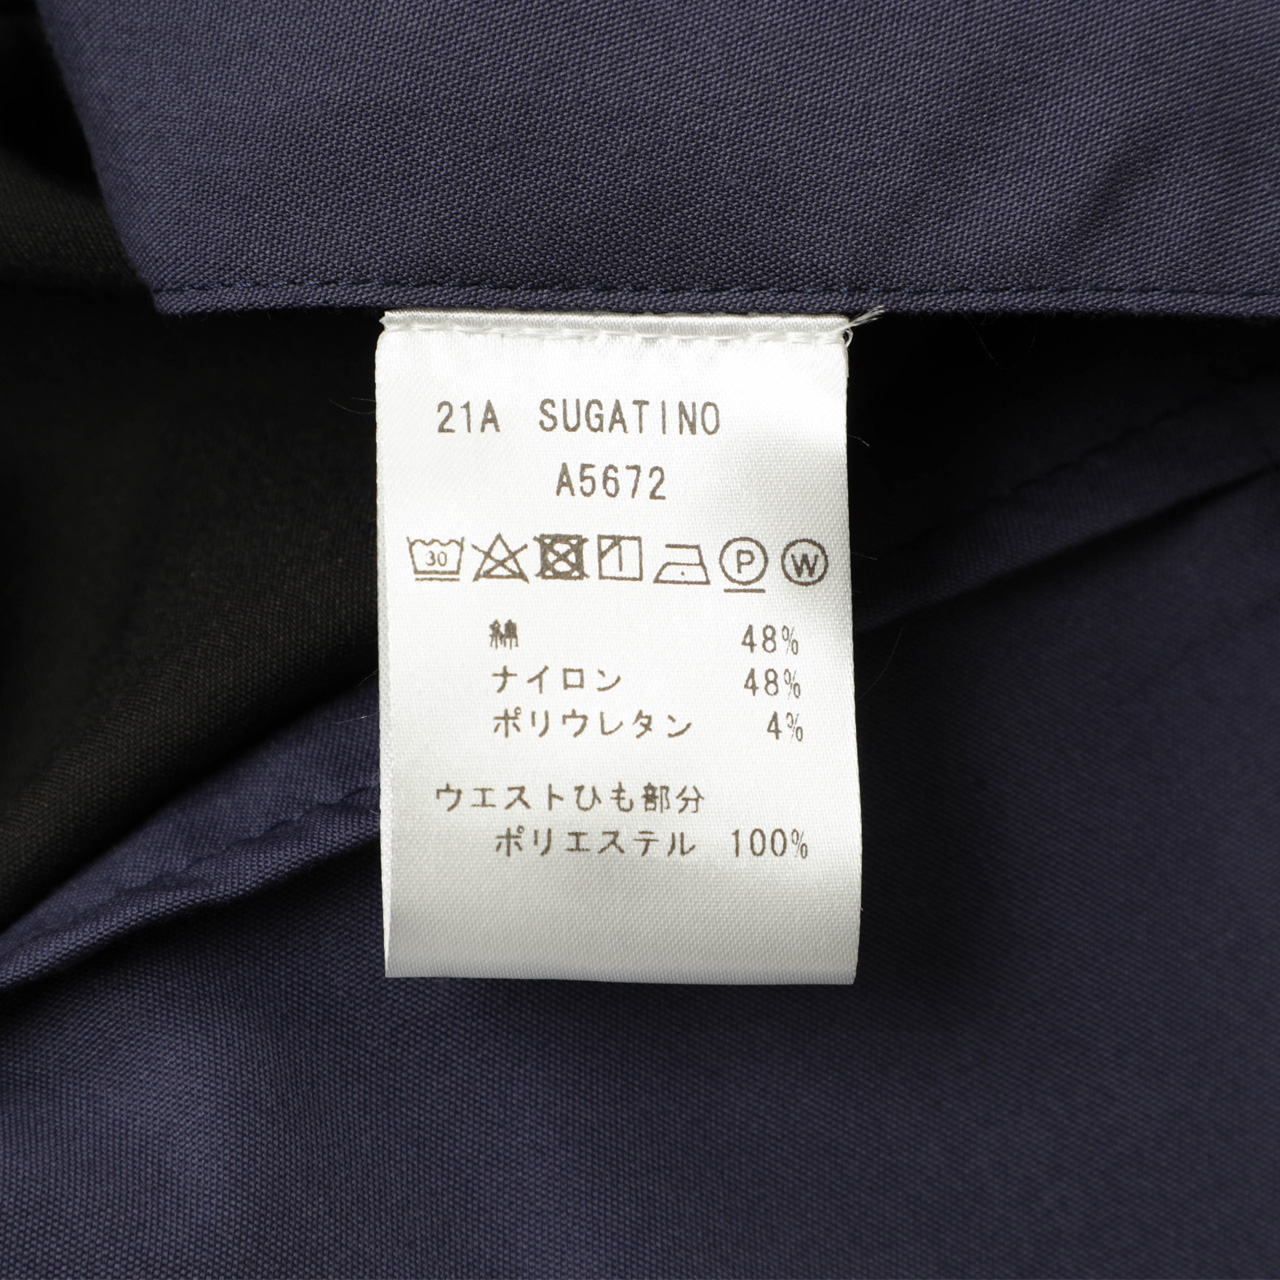 21A SUGATINO
A5672
30 P W
綿 48%
ナイロン 48%
ポリウレタン 4%
ウエストひも部分
ポリエステル 100%